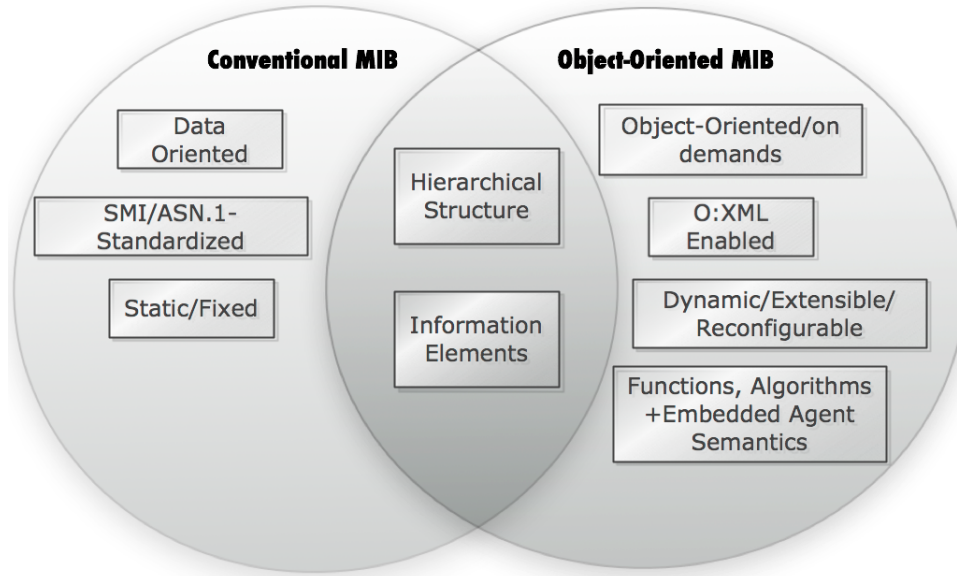 Conventional MIB
Data
Oriented
SMI/ASN.1-
Standardized
Static/Fixed
Hierarchical
Structure
Information
Elements
Object-Oriented MIB
Object-Oriented/on
demands
O:XML
Enabled
Dynamic/Extensible/
Reconfigurable
Functions, Algorithms
+Embedded Agent
Semantics